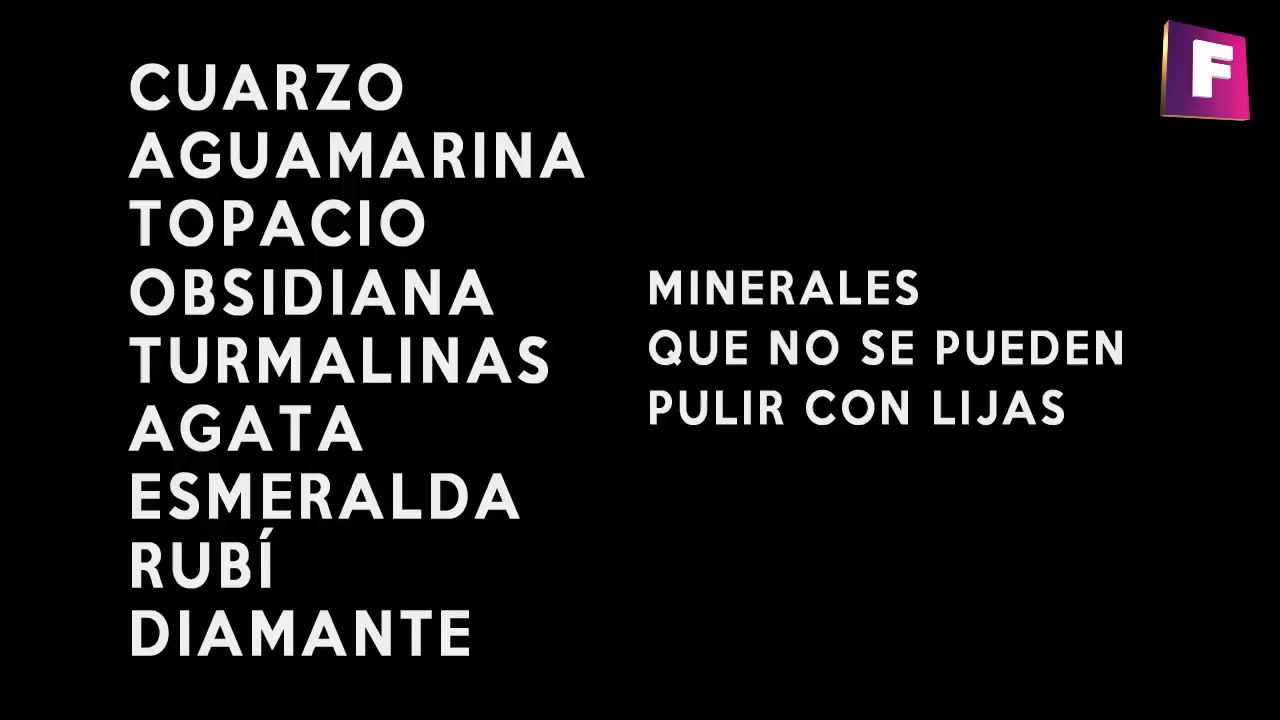 CUARZO
AGUAMARINA
TOPACIO
OBSIDIANA
TURMALINAS
AGATA
ESMERALDA
RUBÍ
DIAMANTE
MINERALES
QUE NO SE PUEDEN
PULIR CON LIJAS
F